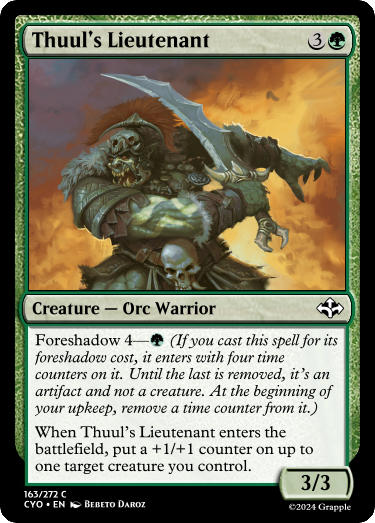 Thuul's Lieutenant 3
Creature — Orc Warrior
Foreshadow 4— (If you cast this spell for its
foreshadow cost, it enters with four time
counters on it. Until the last is removed, it's an
artifact and not a creature. At the beginning of
your upkeep, remove a time counter from it.)
When Thuul's Lieutenant enters the
battlefield, put a +1/+1 counter on up to
one target creature you control.
3/3
163/272 C
CYO • EN Bebeto Daroz
©2024 Grapple